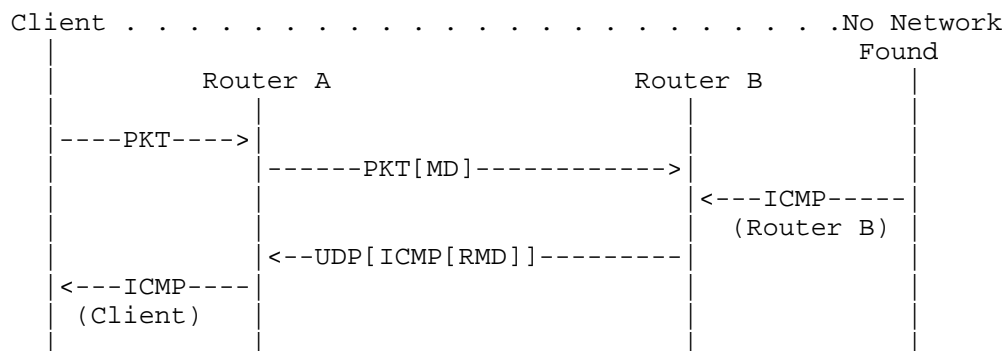 Client . . . . . . . . . . . . . . . . . . . . . . . .No Network
Found
Router A Router B
----PKT---->
------PKT[MD]------------>
<---ICMP-----
(Router B)
<--UDP[ICMP[RMD]]---------
<---ICMP----
(Client)